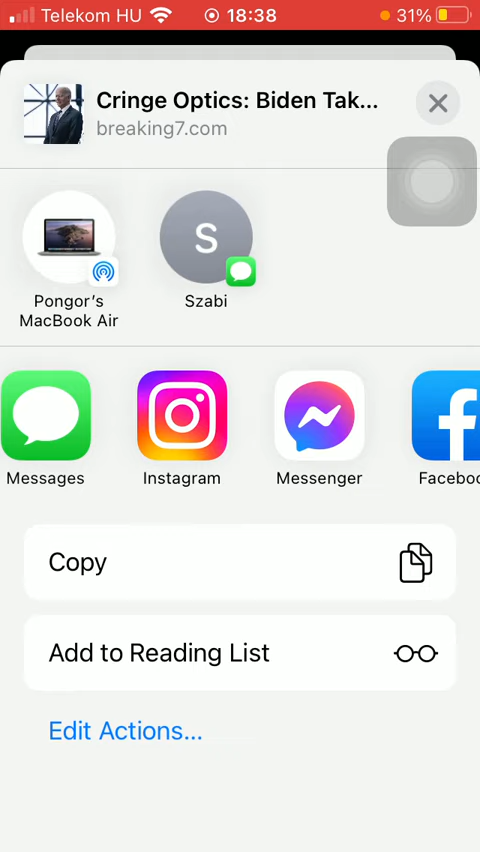 Telekom HU 18:38 31%
Cringe Optics: Biden Tak...
breaking7.com
S
Pongor's
MacBook Air
Szabi
Messages Instagram Messenger Faceboo
Copy
Add to Reading List
Edit Actions...